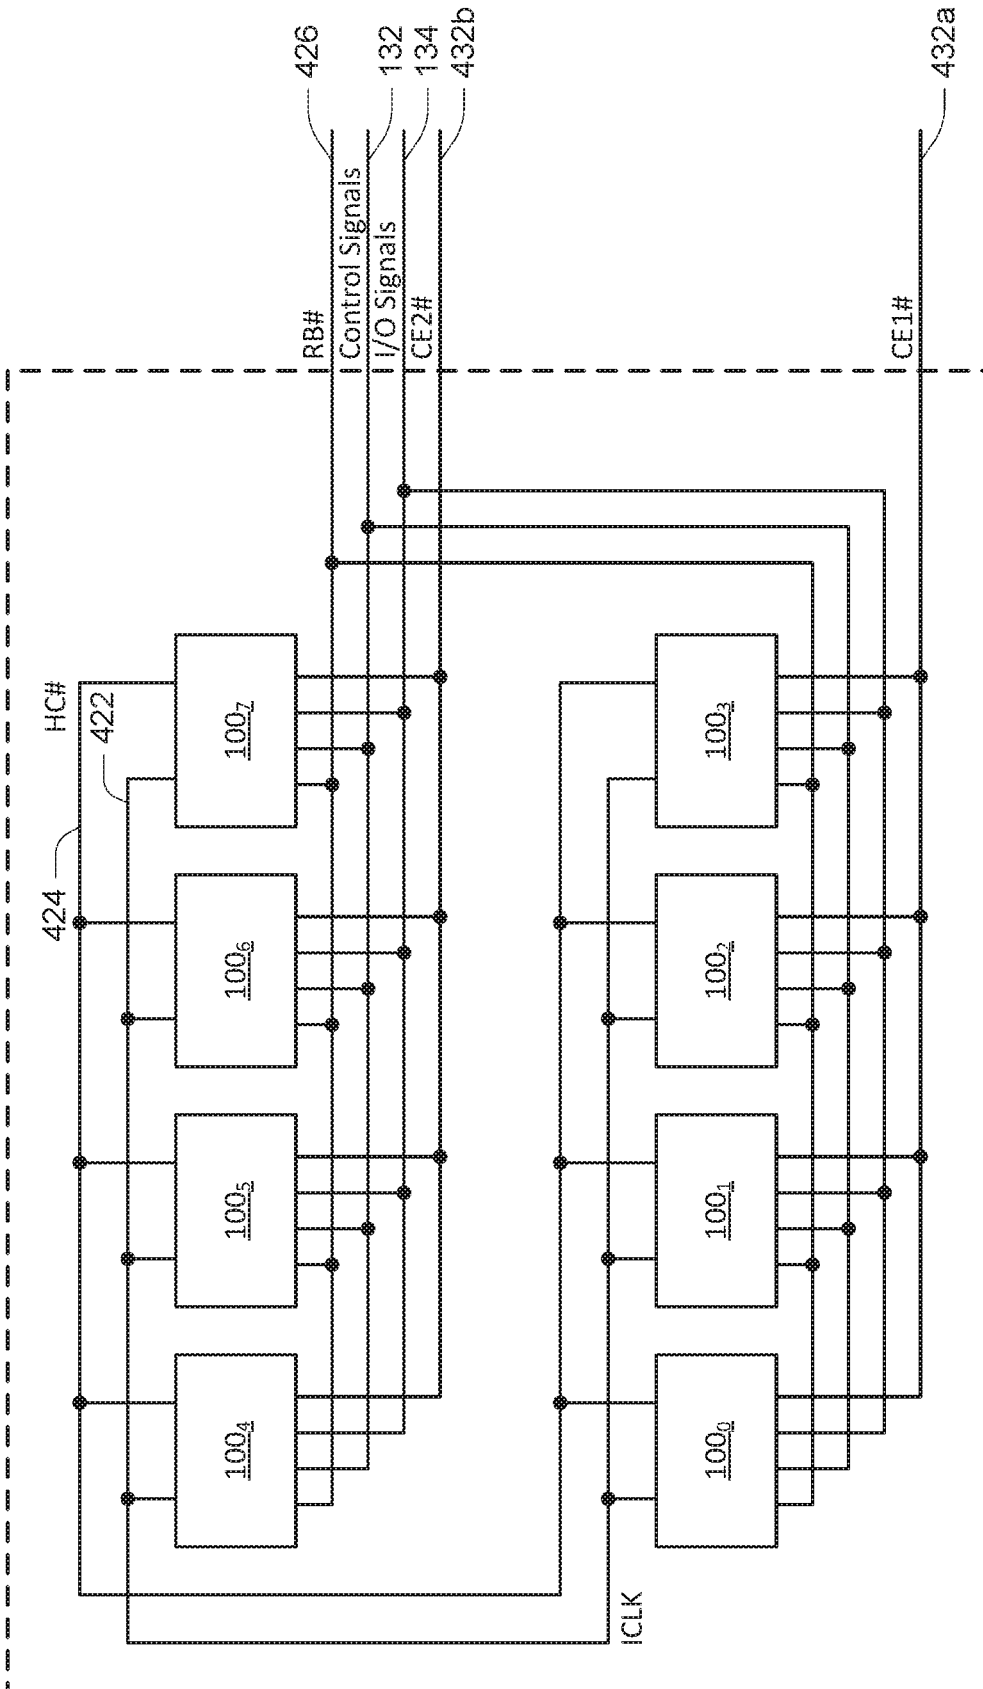 424
HC#
422
100₄
100₅
100₆
100₇
RB#
426
Control Signals
132
I/O Signals
134
CE2#
432b
ICLK
100₀
100₁
100₂
100₃
CE1#
432a